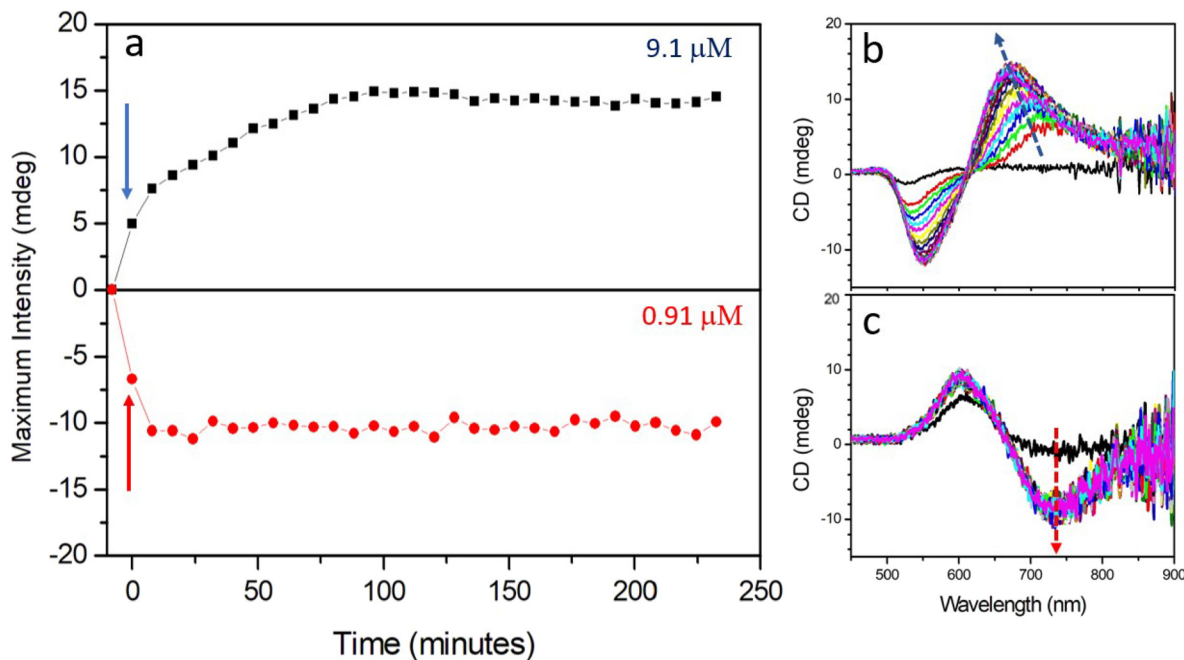 a
9.1 μM
20
15
10
5
0
-5
-10
-15
-20
0.91 μM
0 50 100 150 200 250
Time (minutes)
Maximum Intensity (mdeg)
b
20
10
0
-10
CD (mdeg)
c
20
10
0
-10
CD (mdeg)
500 600 700 800 900
Wavelength (nm)